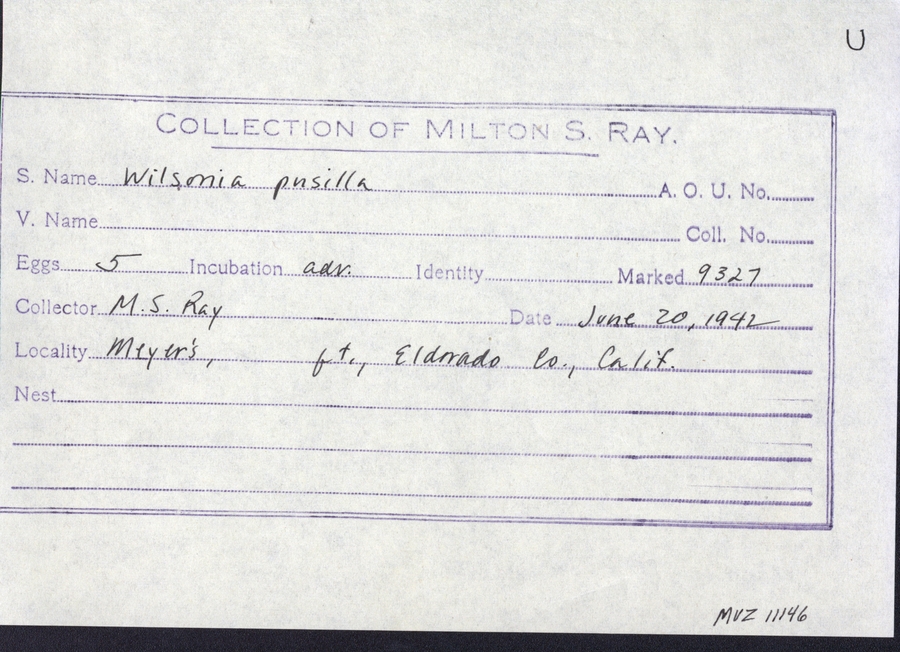 U
COLLECTION OF MILTON S. RAY.
S. Name Wilsonia pusilla A. O. U. No.
V. Name Coll. No.
Eggs 5 Incubation adv. Identity Marked 9327
Collector M.S. Ray Date June 20, 1942
Locality Meyer's, ft., Eldorado Co., Calif.
Nest
MVZ 11146